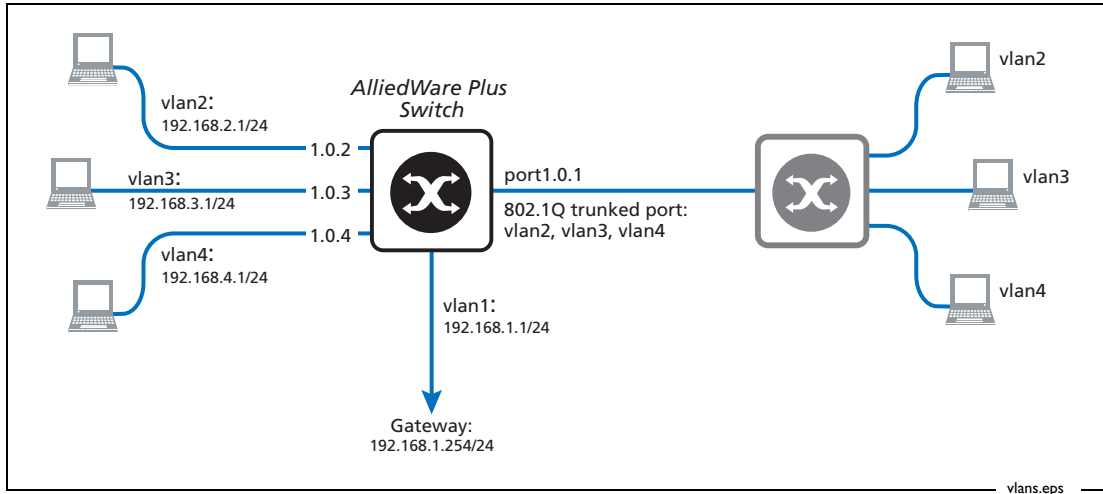 vlan2:
192.168.2.1/24
vlan3:
192.168.3.1/24
vlan4:
192.168.4.1/24
AlliedWare Plus
Switch
1.0.2
1.0.3
1.0.4
port1.0.1
802.1Q trunked port:
vlan2, vlan3, vlan4
vlan1:
192.168.1.1/24
Gateway:
192.168.1.254/24
vlan2
vlan3
vlan4
vlans.eps